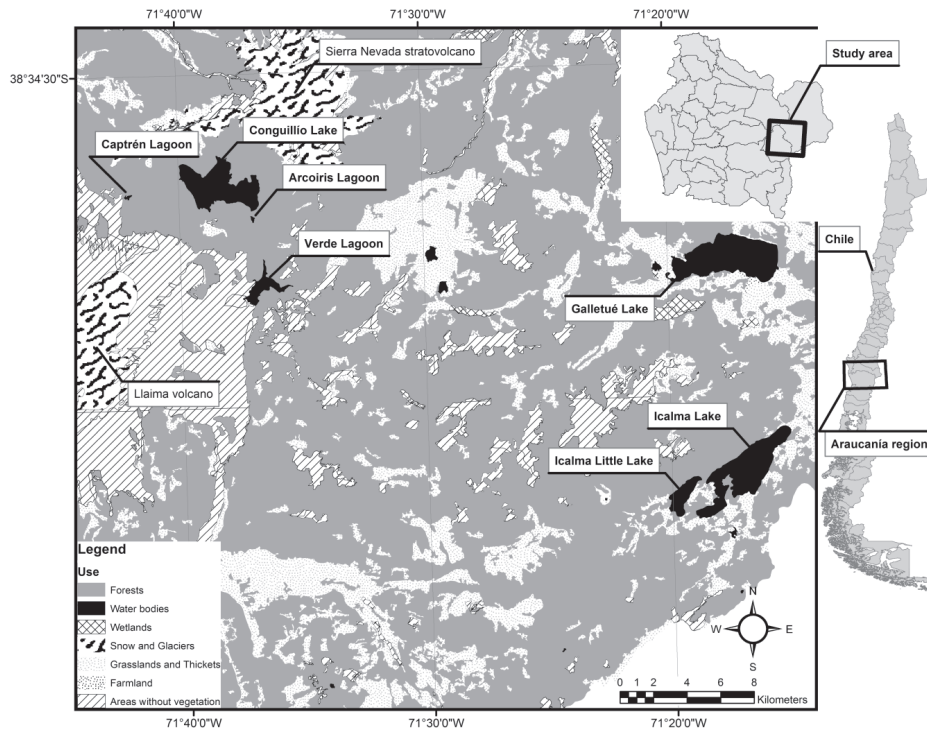 71°40'0"W
71°30'0"W
71°20'0"W
38°34'30"S
Sierra Nevada stratovolcano
Study area
Captrén Lagoon
Conguillío Lake
Arcoiris Lagoon
Verde Lagoon
Chile
Galletué Lake
Llaima volcano
Icalma Lake
Icalma Little Lake
Araucanía region
Legend
Use
Forests
Water bodies
Wetlands
Snow and Glaciers
Grasslands and Thickets
Farmland
Areas without vegetation
N
W E
S
0 1 2 4 6 8
Kilometers
71°40'0"W
71°30'0"W
71°20'0"W